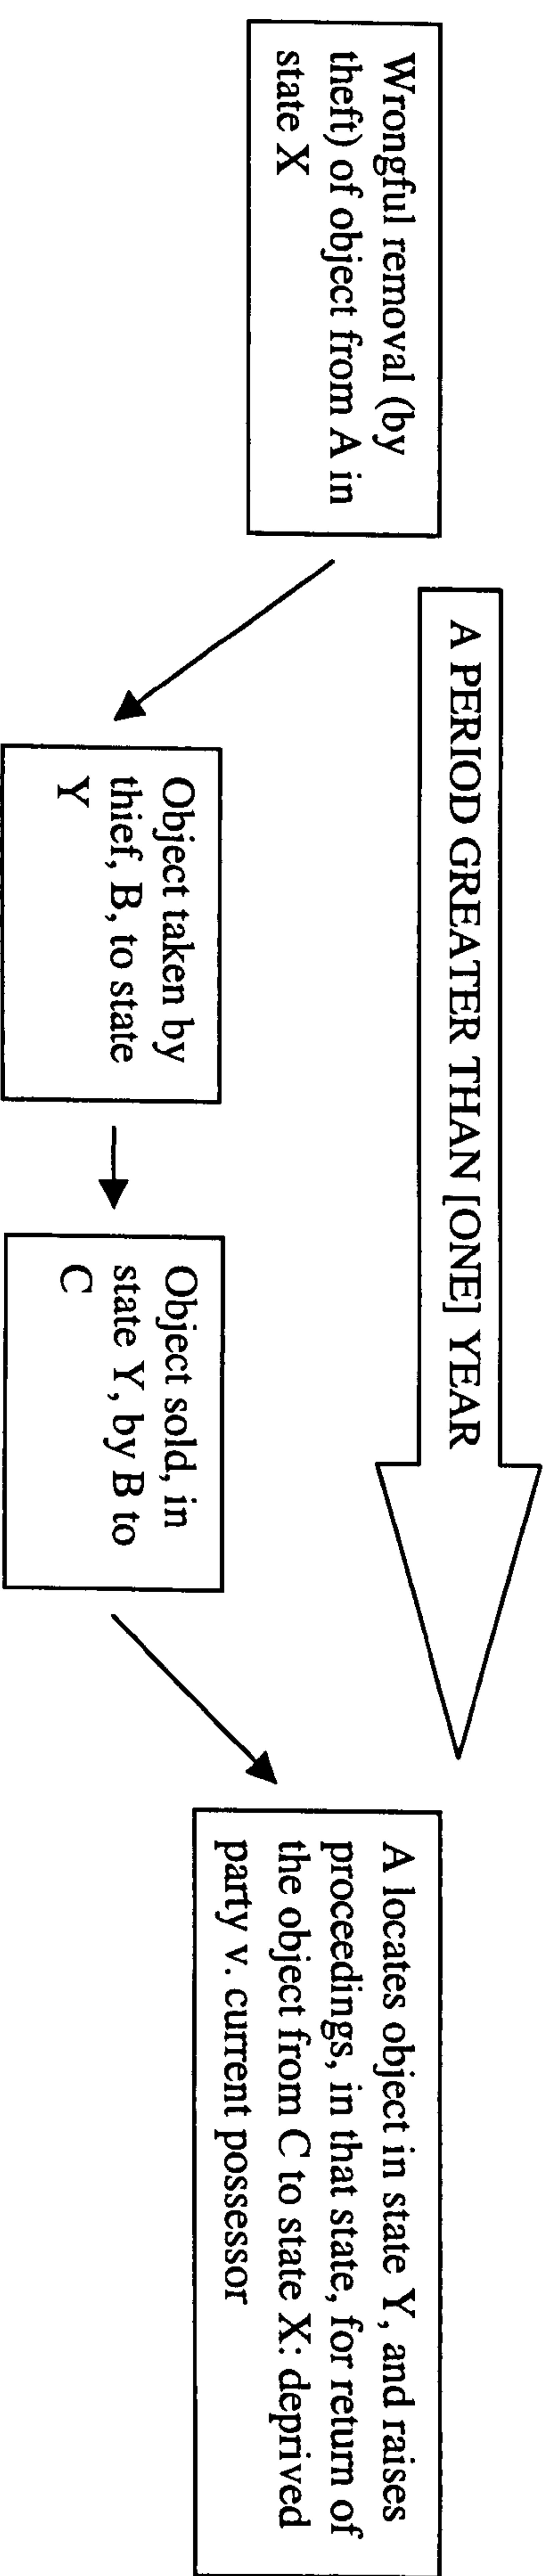 A PERIOD GREATER THAN [ONE] YEAR
Wrongful removal (by
theft) of object from A in
state X
Object taken by
thief, B, to state
Y
Object sold, in
state Y, by B to
C
A locates object in state Y, and raises
proceedings, in that state, for return of
the object from C to state X: deprived
party v. current possessor